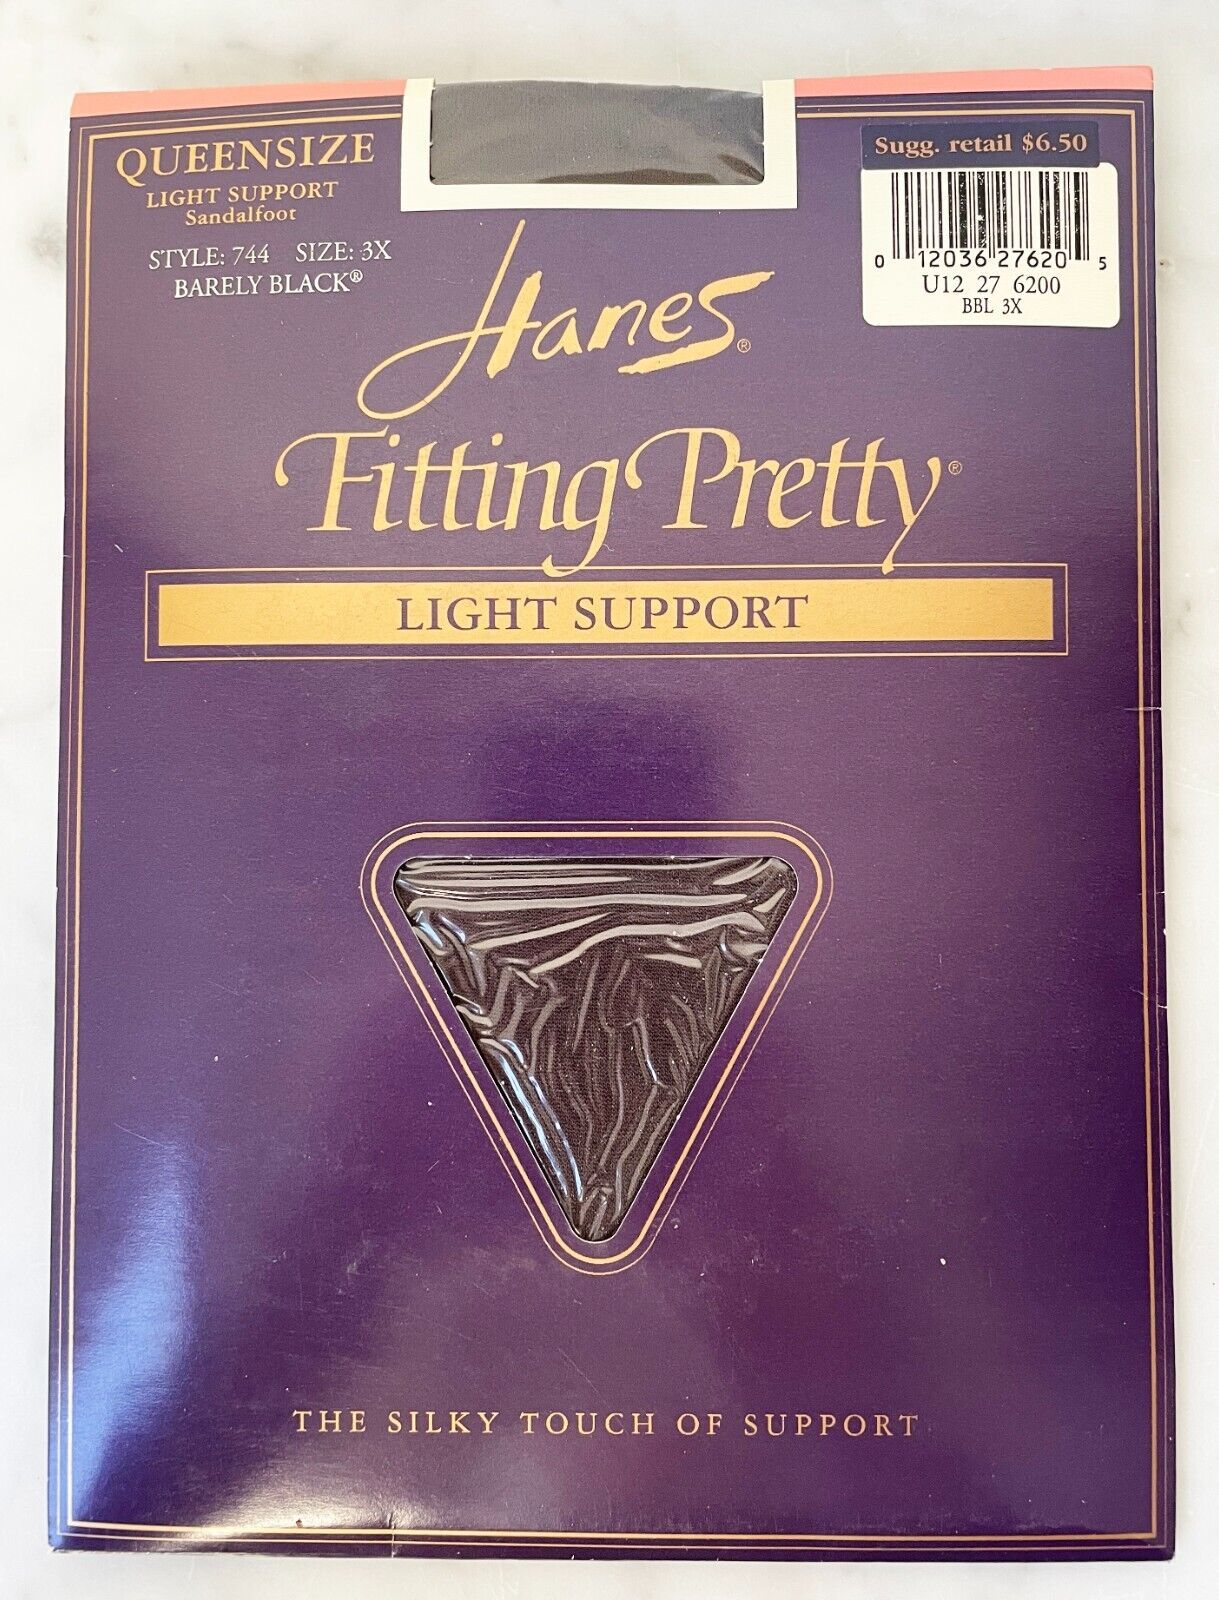 QUEENSIZE
LIGHT SUPPORT
Sandalfoot
STYLE: 744 SIZE: 3X
BARELY BLACK®
Sugg. retail $6.50
0 12036 27620 5
U12 27 6200
BBL 3X
Hanes®
Fitting Pretty®
LIGHT SUPPORT
THE SILKY TOUCH OF SUPPORT